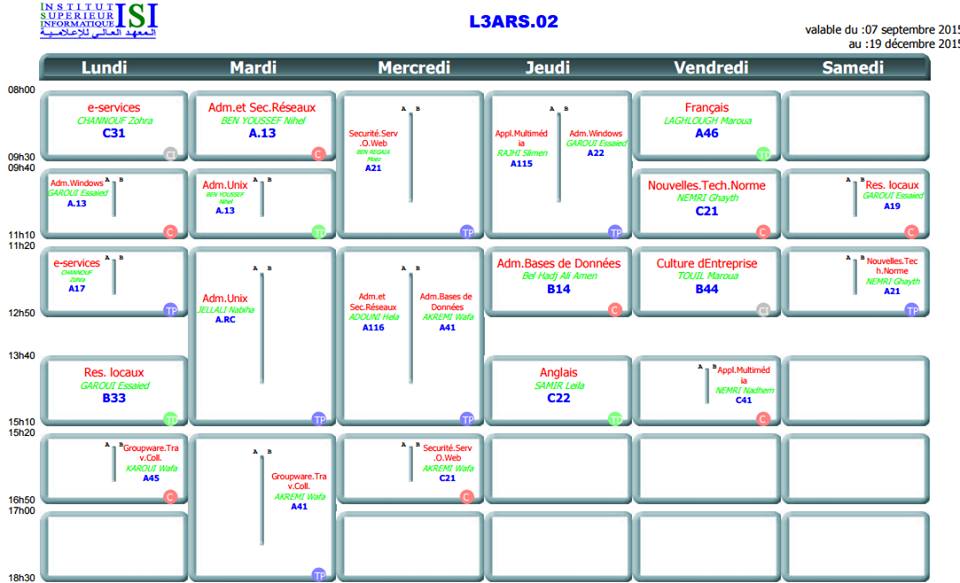 INSTITUT
SUPERIEUR
INFORMATIQUE
ISI
المعهد العالي للإعلامية
L3ARS.02
valable du :07 septembre 2015
au :19 décembre 2015
Lundi Mardi Mercredi Jeudi Vendredi Samedi
08h00
e-services
CHANNOUF Zohra
C31
CI
Adm.et Sec.Réseaux
BEN YOUSSEF Nihel
A.13
C
A B
Securité.Serv
.O.Web
BEN REGAIA
Moez
A21
TP
A B
Appl.Multiméd
ia
RAJHI Slimen
A115
Adm.Windows
GAROUI Essaied
A22
TP
Français
LAGHLOUGH Maroua
A46
TP
09h30
09h40
Adm.Windows
GAROUI Essaied
A.13
A B
C
Adm.Unix
BEN YOUSSEF
Nihel
A.13
A B
Nouvelles.Tech.Norme
NEMRI Ghayth
C21
C
A B
Res. locaux
GAROUI Essaied
A19
C
11h10
11h20
e-services
CHANNOUF
Zohra
A17
A B
TP
Adm.Unix
JELLALI Nabiha
A.RC
A B
TP
A B
Adm.et
Sec.Réseaux
ADOUNI Hela
A116
Adm.Bases de
Données
AKREMI Wafa
A41
TP
Adm.Bases de Données
Bel Hadj Ali Amen
B14
C
Culture dEntreprise
TOUIL Maroua
B44
CI
A B
Nouvelles.Tec
h.Norme
NEMRI Ghayth
A21
TP
12h50
13h40
Res. locaux
GAROUI Essaied
B33
Anglais
SAMIR Leila
C22
A B
Appl.Multiméd
ia
NEMRI Nadhem
C41
C
15h10
15h20
A B
Groupware.Tra
v.Coll.
KAROUI Wafa
A45
C
A B
Groupware.Tra
v.Coll.
AKREMI Wafa
A41
TP
A B
Securité.Serv
.O.Web
AKREMI Wafa
C21
C
16h50
17h00
18h30